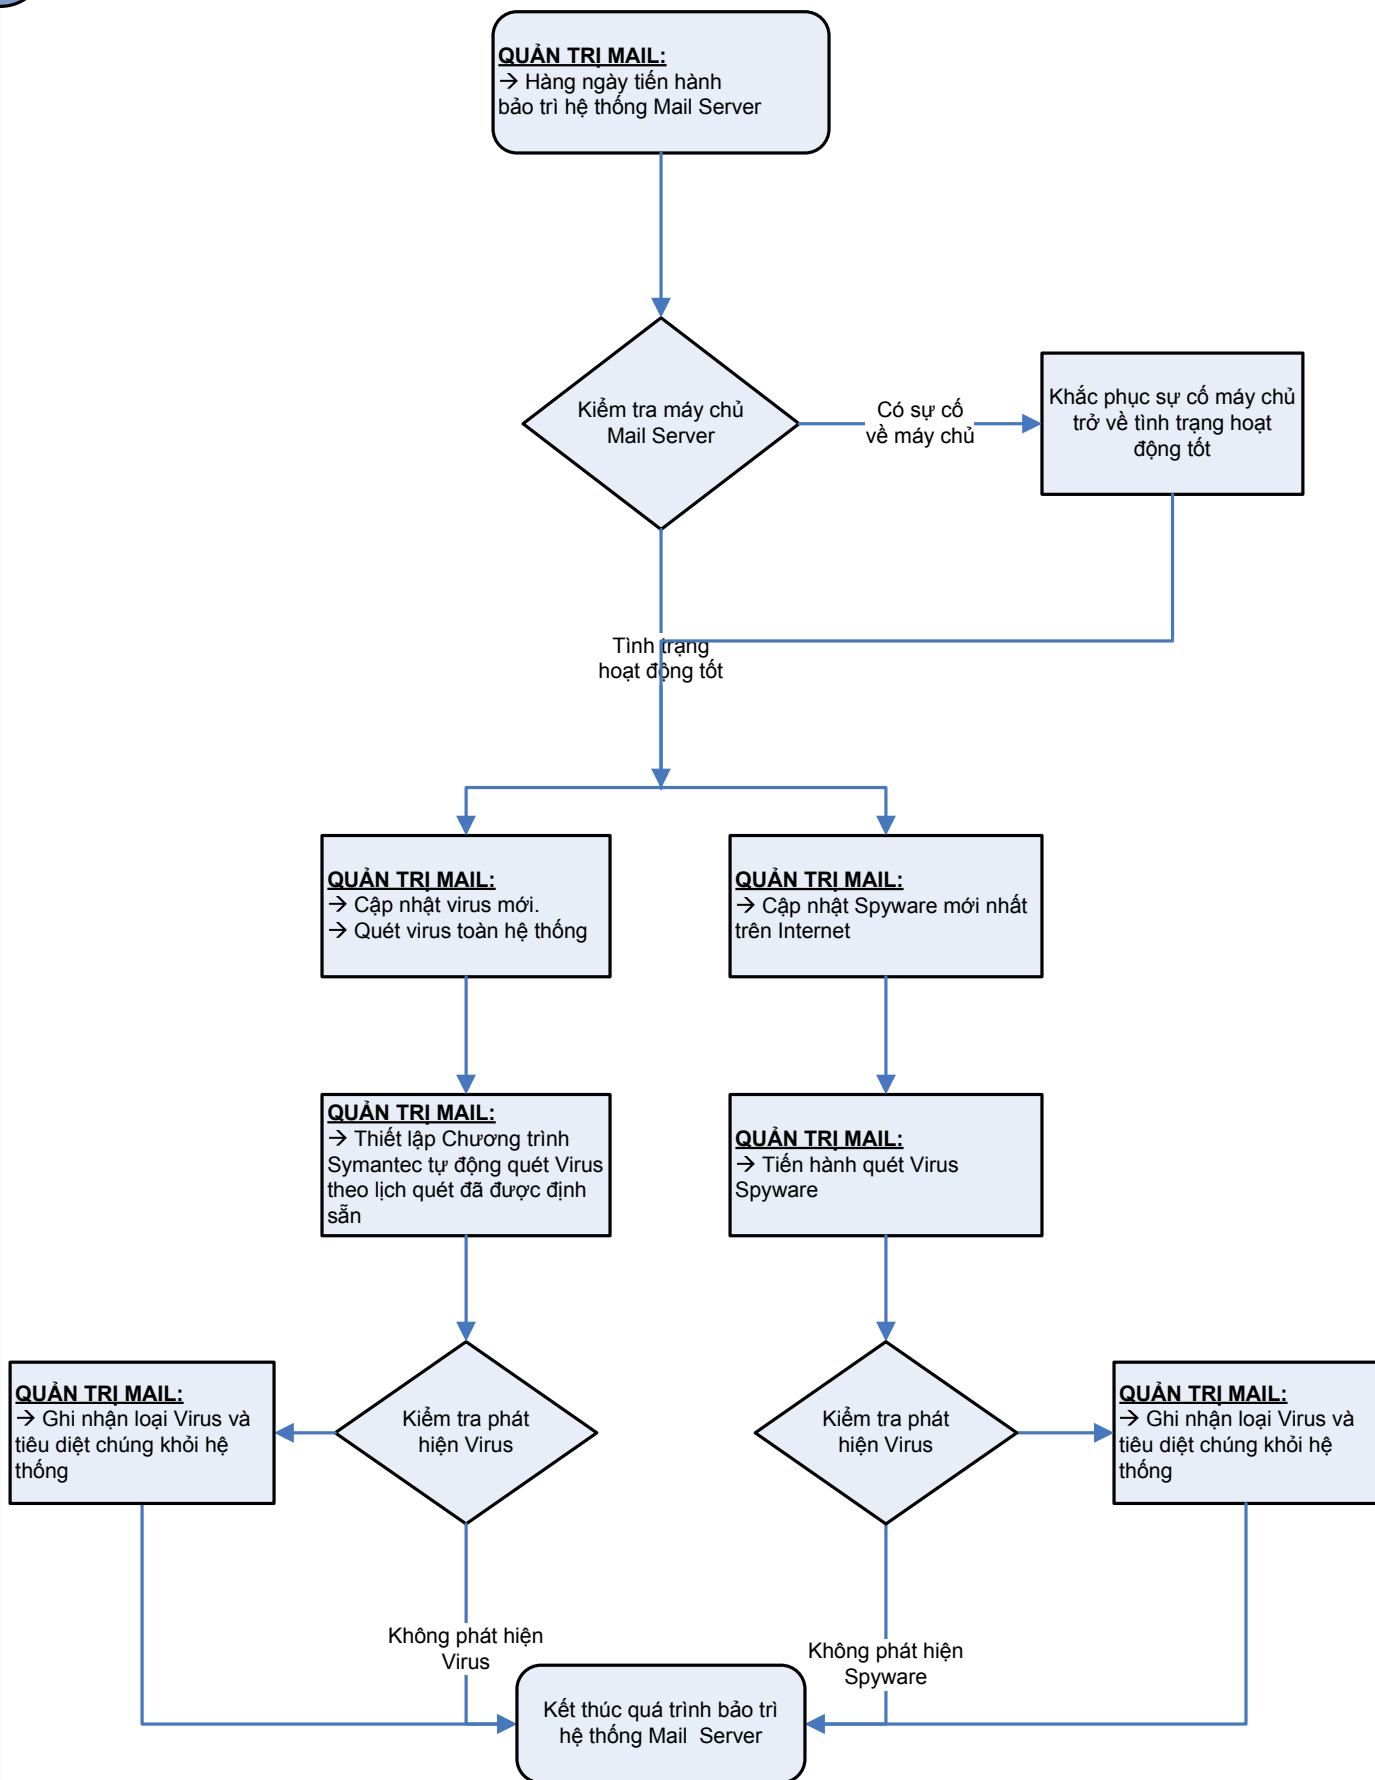 QUẢN TRỊ MAIL:
→ Hàng ngày tiến hành
bảo trì hệ thống Mail Server
Kiểm tra máy chủ
Mail Server
Có sự cố
về máy chủ
Khắc phục sự cố máy chủ
trở về tình trạng hoạt
động tốt
Tình trạng
hoạt động tốt
QUẢN TRỊ MAIL:
→ Cập nhật virus mới.
→ Quét virus toàn hệ thống
QUẢN TRỊ MAIL:
→ Cập nhật Spyware mới nhất
trên Internet
QUẢN TRỊ MAIL:
→ Thiết lập Chương trình
Symantec tự động quét Virus
theo lịch quét đã được định
sẵn
QUẢN TRỊ MAIL:
→ Tiến hành quét Virus
Spyware
QUẢN TRỊ MAIL:
→ Ghi nhận loại Virus và
tiêu diệt chúng khỏi hệ
thống
Kiểm tra phát
hiện Virus
Kiểm tra phát
hiện Virus
QUẢN TRỊ MAIL:
→ Ghi nhận loại Virus và
tiêu diệt chúng khỏi hệ
thống
Không phát hiện
Virus
Không phát hiện
Spyware
Kết thúc quá trình bảo trì
hệ thống Mail  Server